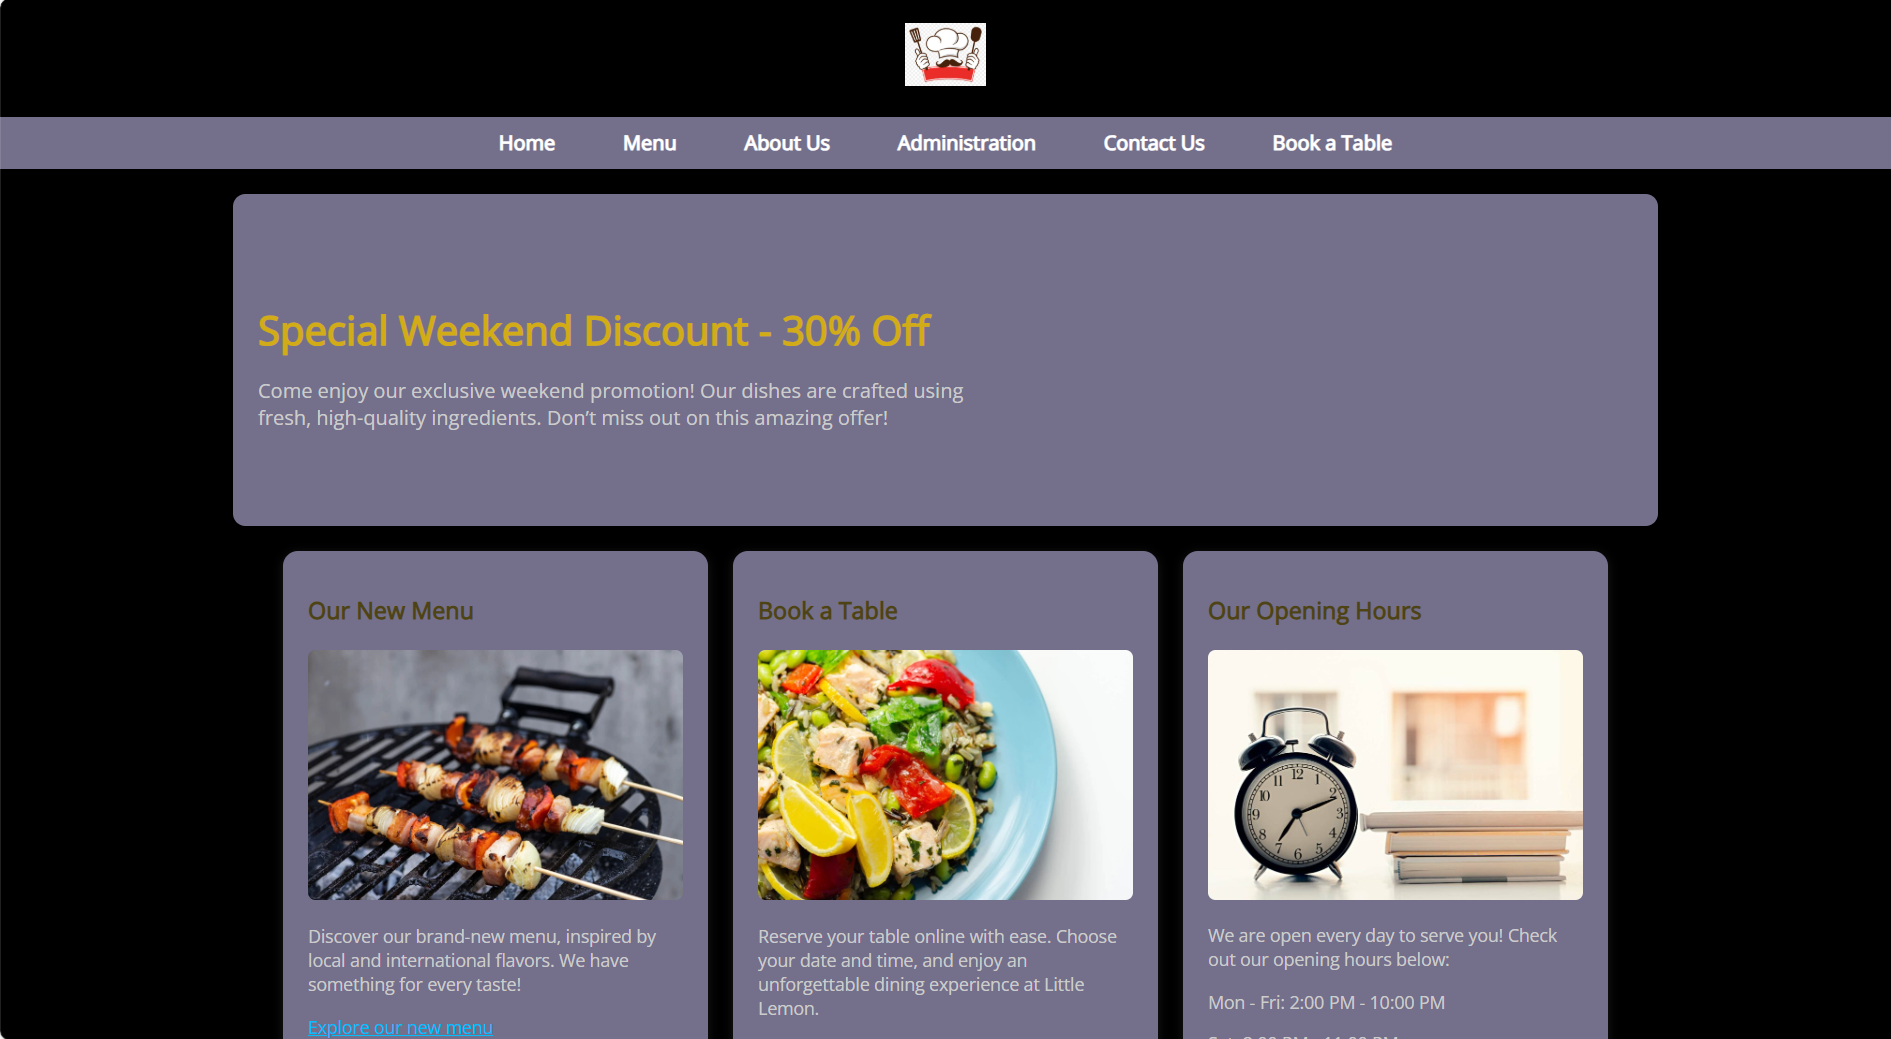 Home Menu About Us Administration Contact Us Book a Table
Special Weekend Discount - 30% Off
Come enjoy our exclusive weekend promotion! Our dishes are crafted using
fresh, high-quality ingredients. Don’t miss out on this amazing offer!
Our New Menu
Discover our brand-new menu, inspired by
local and international flavors. We have
something for every taste!
Explore our new menu
Book a Table
Reserve your table online with ease. Choose
your date and time, and enjoy an
unforgettable dining experience at Little
Lemon.
Our Opening Hours
12
1
2
3
4
5
6
7
8
9
10
11
We are open every day to serve you! Check
out our opening hours below:
Mon - Fri: 2:00 PM - 10:00 PM